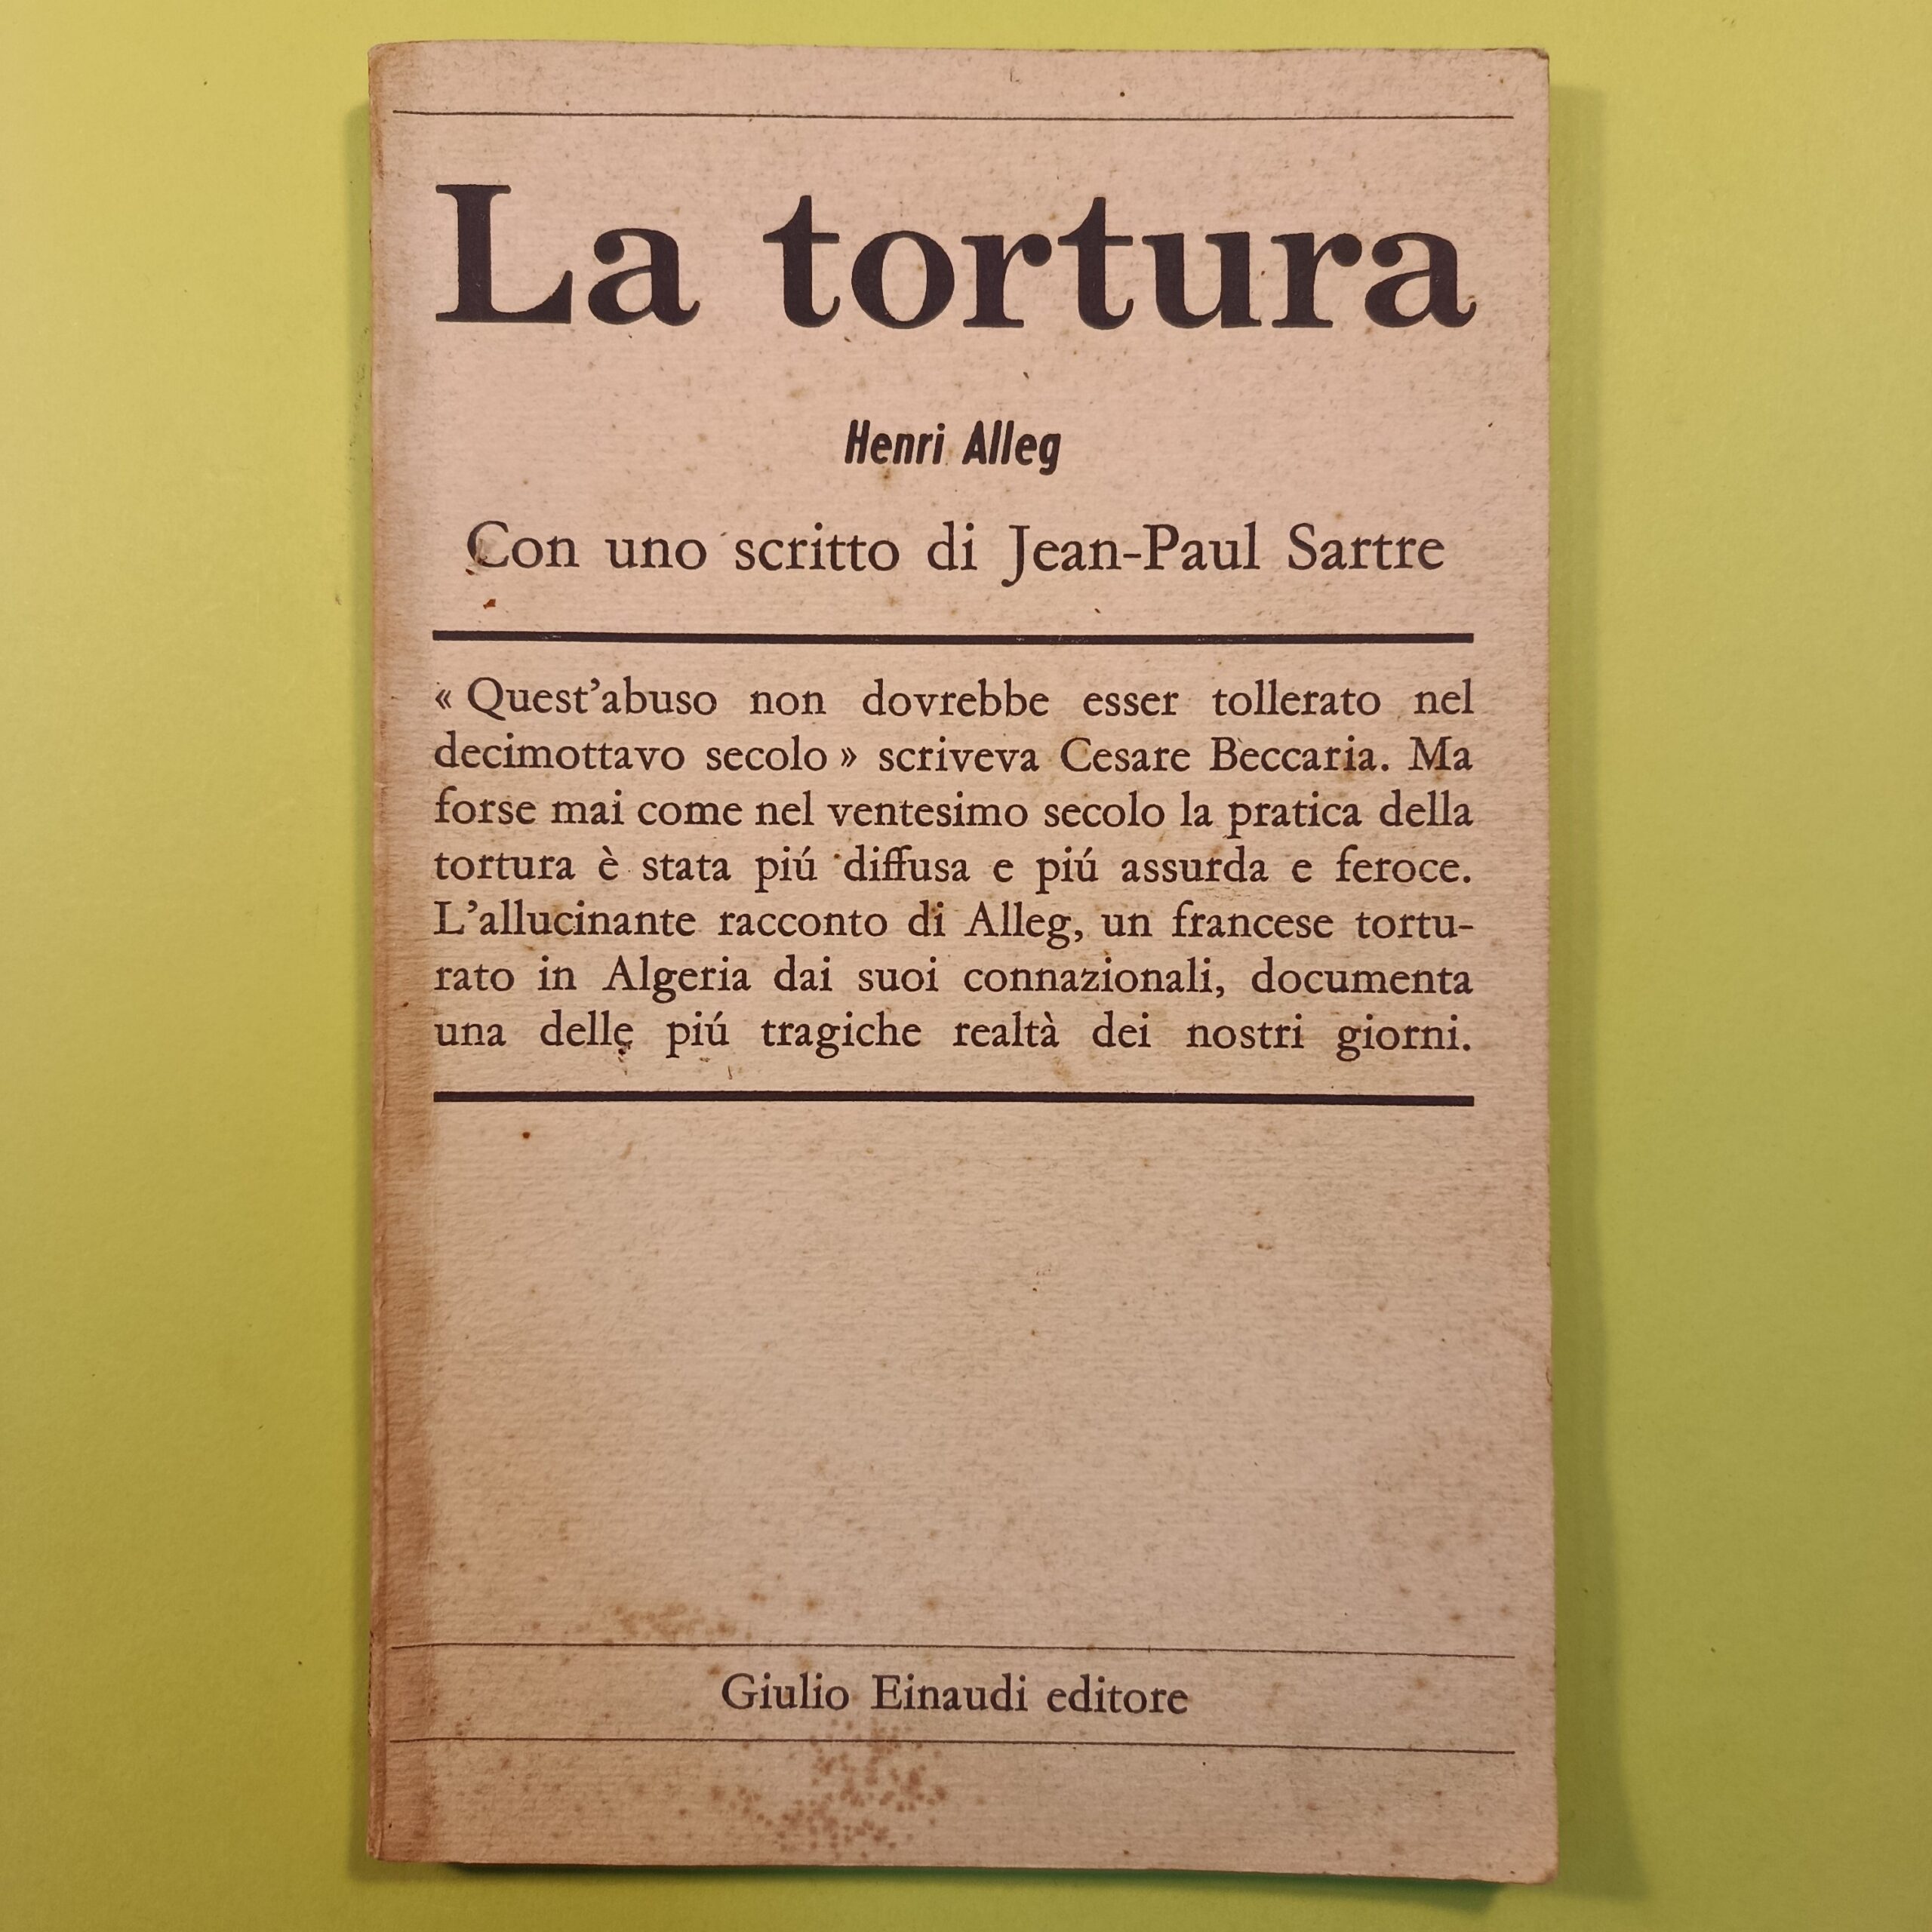 La tortura
Henri Alleg
Con uno scritto di Jean-Paul Sartre
« Quest’abuso non dovrebbe esser tollerato nel
decimottavo secolo » scriveva Cesare Beccaria. Ma
forse mai come nel ventesimo secolo la pratica della
tortura è stata piú diffusa e piú assurda e feroce.
L’allucinante racconto di Alleg, un francese tortu-
rato in Algeria dai suoi connazionali, documenta
una delle piú tragiche realtà dei nostri giorni.
Giulio Einaudi editore